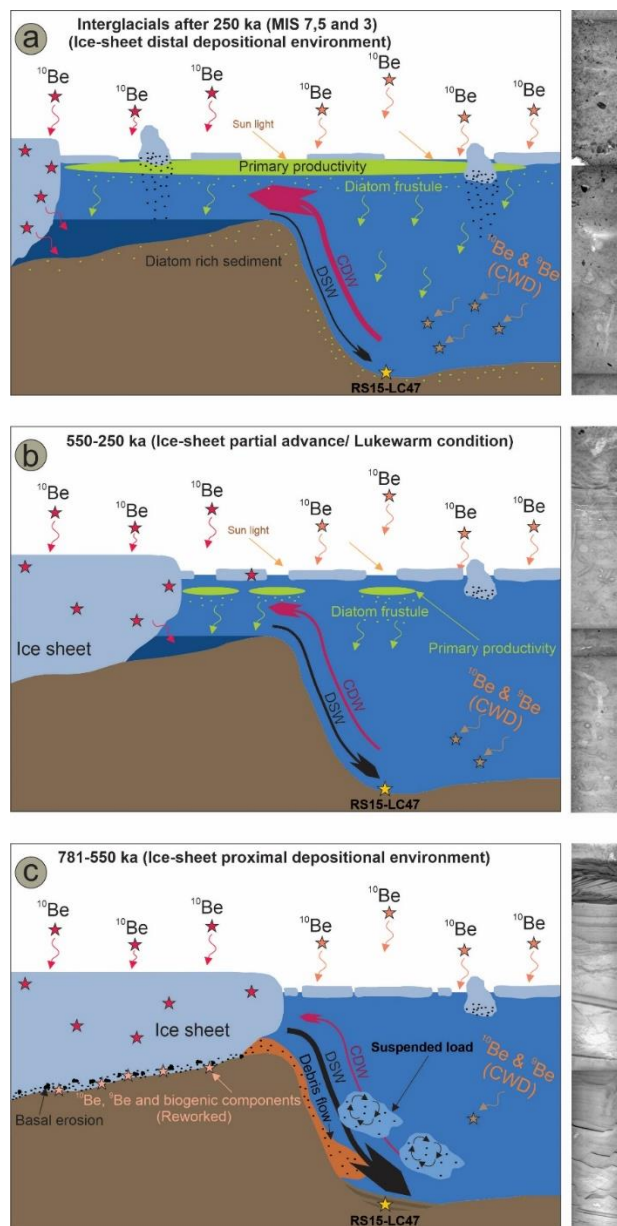 a
Interglacials after 250 ka (MIS 7,5 and 3)
(Ice-sheet distal depositional environment)
10Be
10Be
10Be
10Be
10Be
10Be
10Be
Sun light
Primary productivity
Diatom frustule
10Be & 9Be
(CWD)
CDW
DSW
Diatom rich sediment
RS15-LC47
b
550-250 ka (Ice-sheet partial advance/ Lukewarm condition)
10Be
10Be
10Be
10Be
10Be
10Be
10Be
Sun light
Diatom frustule
Ice sheet
Primary productivity
CDW
DSW
10Be & 9Be
(CWD)
RS15-LC47
c
781-550 ka (Ice-sheet proximal depositional environment)
10Be
10Be
10Be
10Be
10Be
10Be
10Be
Ice sheet
CDW
DSW
Suspended load
10Be & 9Be
(CWD)
Debris flow
10Be, 9Be and biogenic components
(Reworked)
Basal erosion
RS15-LC47